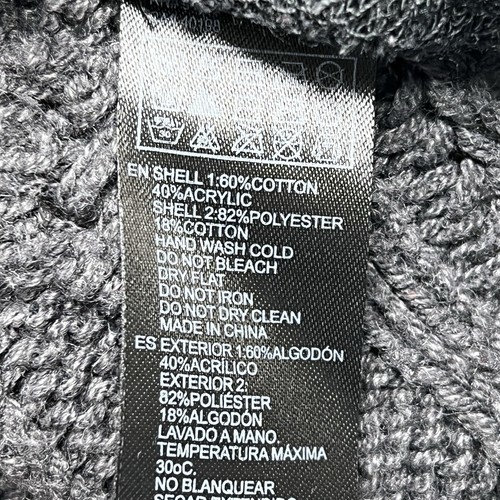 EN SHELL 1:60%COTTON
40%ACRYLIC
SHELL 2:82%POLYESTER
18%COTTON
HAND WASH COLD
DO NOT BLEACH
DRY FLAT
DO NOT IRON
DO NOT DRY CLEAN
MADE IN CHINA
ES EXTERIOR 1:60%ALGODÓN
40%ACRÍLICO
EXTERIOR 2:
82%POLIÉSTER
18%ALGODÓN
LAVADO A MANO.
TEMPERATURA MÁXIMA
30oC.
NO BLANQUEAR
SECAR EXTENDIDO